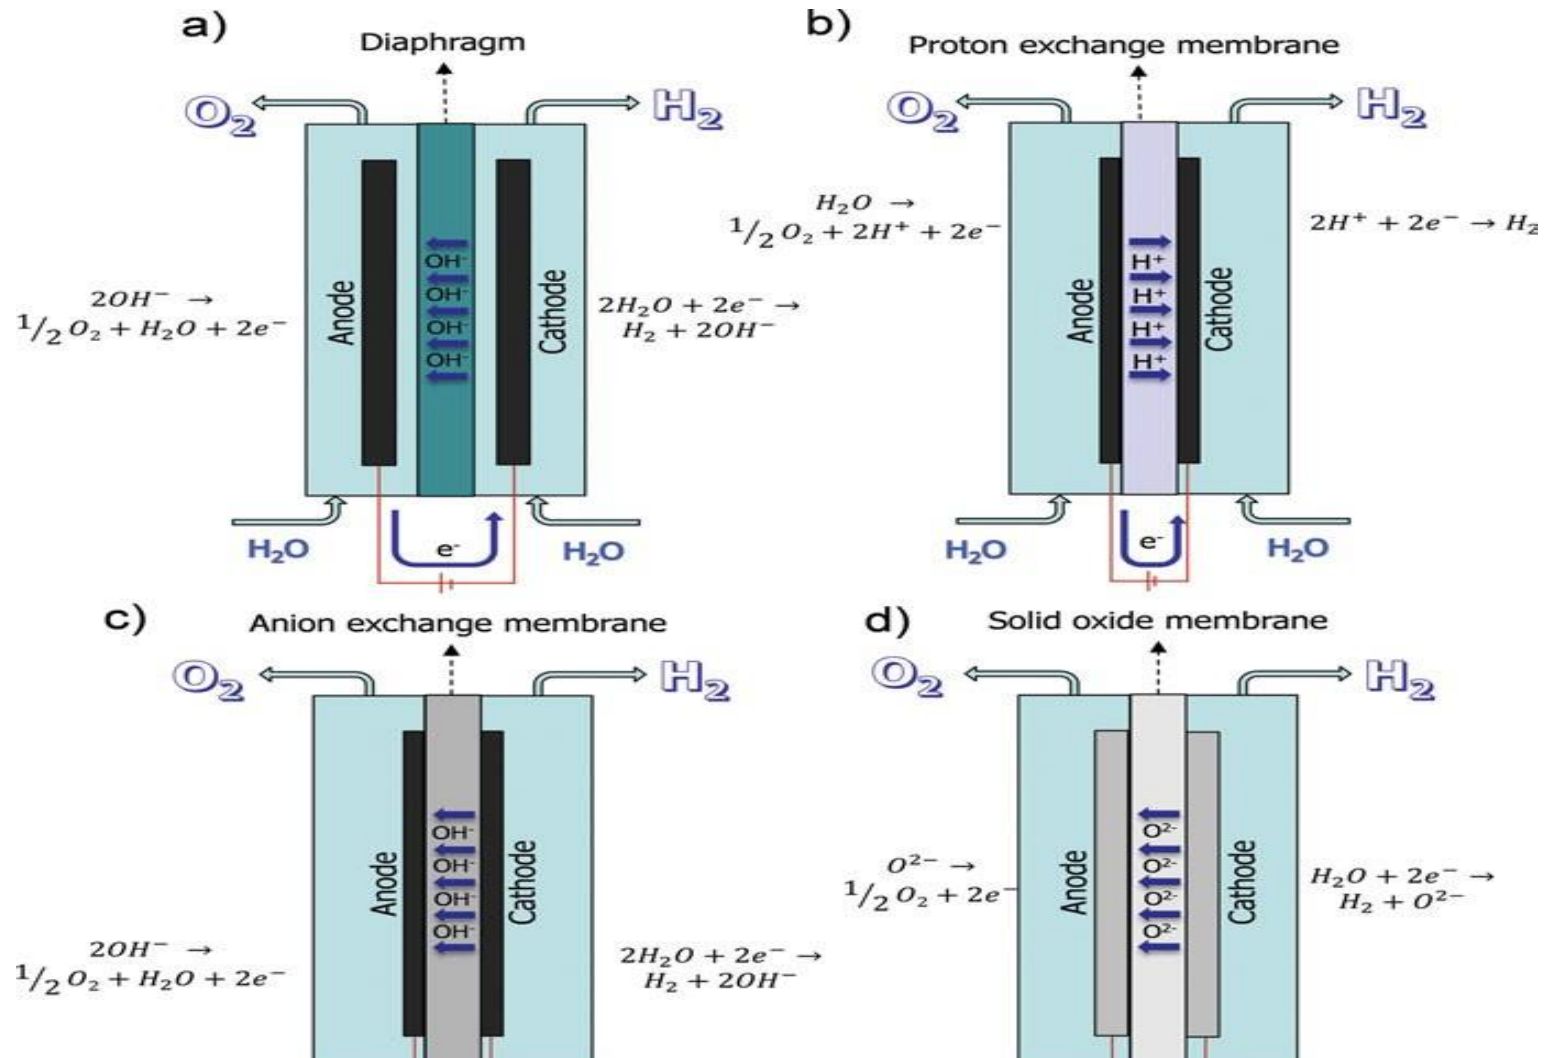 a)
Diaphragm
O₂
H₂
2OH⁻ →
1/2 O₂ + H₂O + 2e⁻
Anode
OH⁻
OH⁻
OH⁻
OH⁻
Cathode
2H₂O + 2e⁻ →
H₂ + 2OH⁻
H₂O
e⁻
H₂O
b)
Proton exchange membrane
O₂
H₂
H₂O →
1/2 O₂ + 2H⁺ + 2e⁻
Anode
H⁺
H⁺
H⁺
H⁺
Cathode
2H⁺ + 2e⁻ → H₂
H₂O
e⁻
H₂O
c)
Anion exchange membrane
O₂
H₂
2OH⁻ →
1/2 O₂ + H₂O + 2e⁻
Anode
OH⁻
OH⁻
OH⁻
OH⁻
Cathode
2H₂O + 2e⁻ →
H₂ + 2OH⁻
d)
Solid oxide membrane
O₂
H₂
O²⁻ →
1/2 O₂ + 2e⁻
Anode
O²⁻
O²⁻
O²⁻
O²⁻
Cathode
H₂O + 2e⁻ →
H₂ + O²⁻